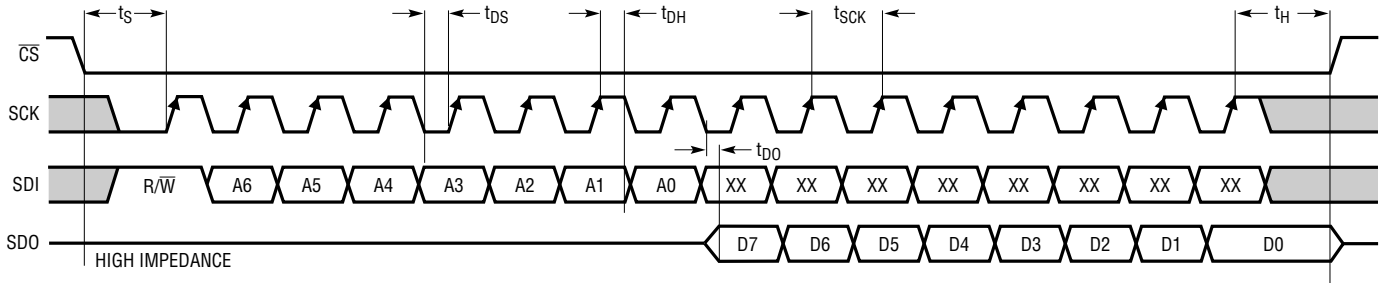 tS tDS tDH tSCK tH
CS
SCK
tDO
SDI R/W A6 A5 A4 A3 A2 A1 A0 XX XX XX XX XX XX XX XX
SDO D7 D6 D5 D4 D3 D2 D1 D0
HIGH IMPEDANCE